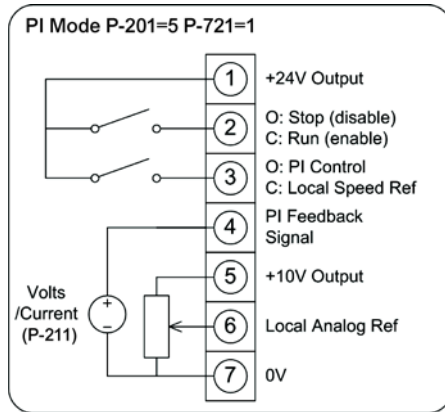 PI Mode P-201=5 P-721=1
1
+24V Output
2
O: Stop (disable)
C: Run (enable)
3
O: PI Control
C: Local Speed Ref
4
PI Feedback
Signal
5
+10V Output
Volts
/Current
(P-211)
+
−
6
Local Analog Ref
7
0V